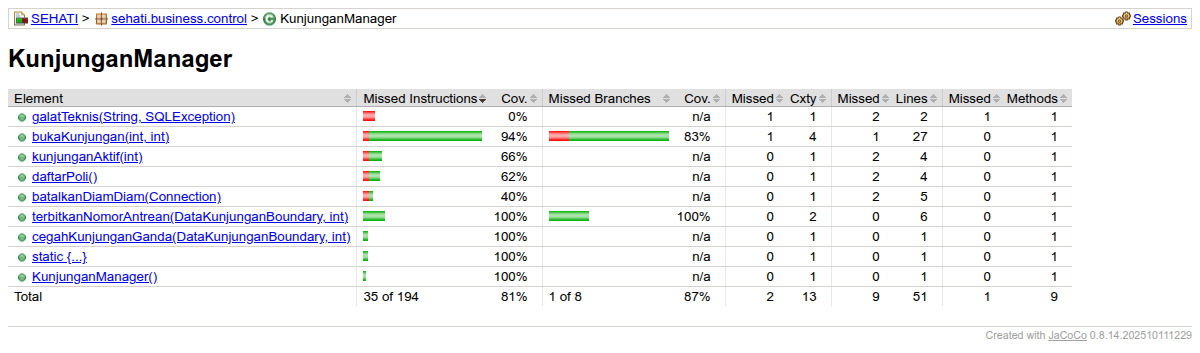 SEHATI > sehati.business.control > KunjunganManager Sessions
KunjunganManager
Element Missed Instructions Cov. Missed Branches Cov. Missed Cxty Missed Lines Missed Methods
galatTeknis(String, SQLException) 0% n/a 1 1 2 2 1 1
bukaKunjungan(int, int) 94% 83% 1 4 1 27 0 1
kunjunganAktif(int) 66% n/a 0 1 2 4 0 1
daftarPoli() 62% n/a 0 1 2 4 0 1
batalkanDiamDiam(Connection) 40% n/a 0 1 2 5 0 1
terbitkanNomorAntrean(DataKunjunganBoundary, int) 100% 100% 0 2 0 6 0 1
cegahKunjunganGanda(DataKunjunganBoundary, int) 100% n/a 0 1 0 1 0 1
static {...} 100% n/a 0 1 0 1 0 1
KunjunganManager() 100% n/a 0 1 0 1 0 1
Total 35 of 194 81% 1 of 8 87% 2 13 9 51 1 9
Created with JaCoCo 0.8.14.202510111229